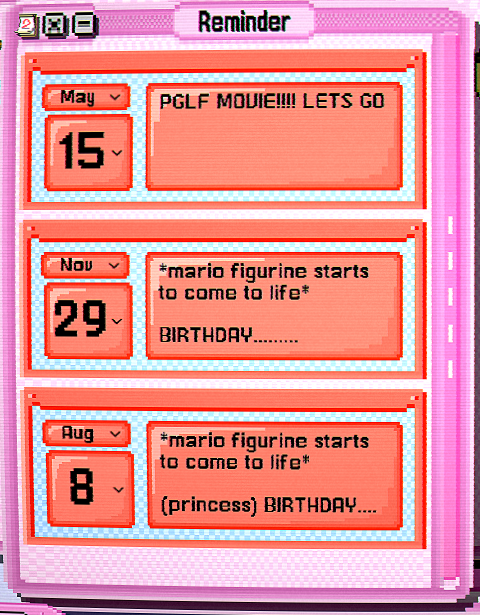 Reminder
May
15
PGLF MOVIE!!!! LETS GO
Nov
29
*mario figurine starts
to come to life*
BIRTHDAY.........
Aug
8
*mario figurine starts
to come to life*
(princess) BIRTHDAY....